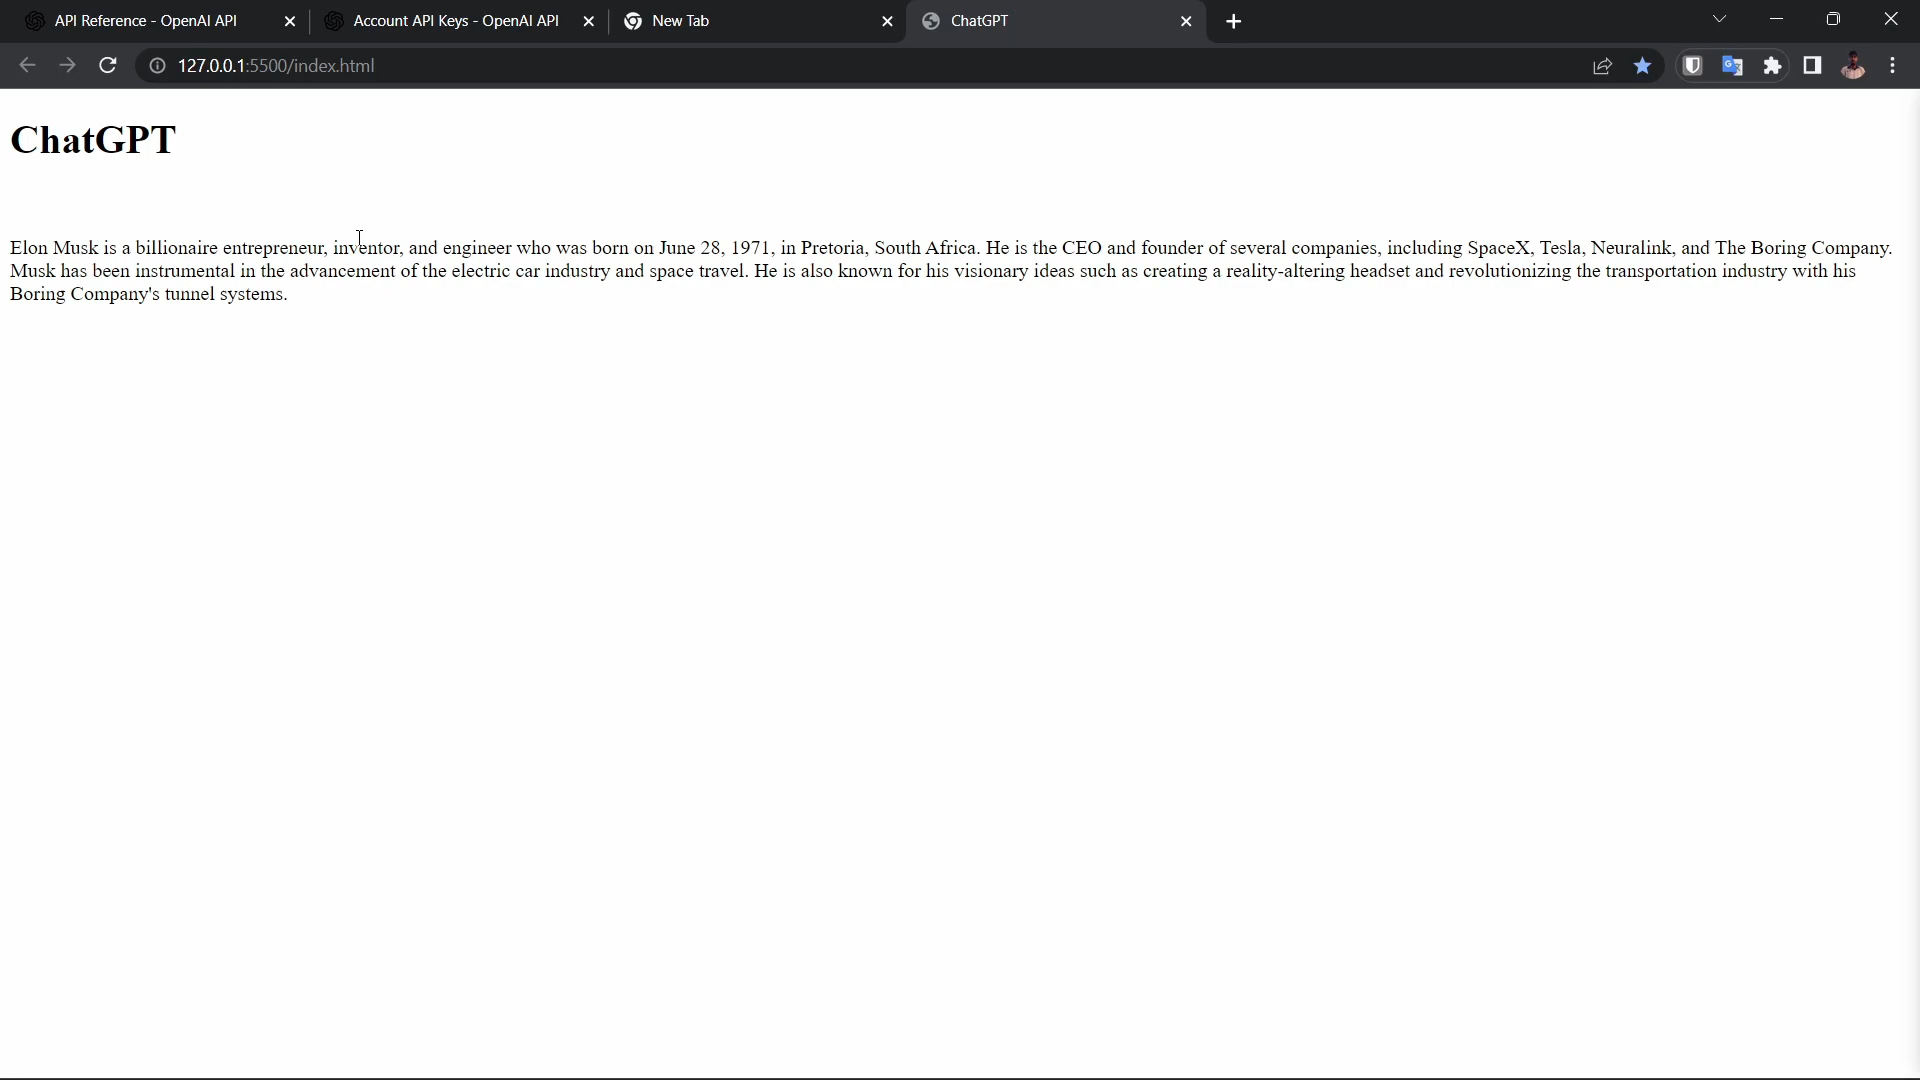 API Reference - OpenAI API
Account API Keys - OpenAI API
New Tab
ChatGPT
127.0.0.1:5500/index.html
ChatGPT
Elon Musk is a billionaire entrepreneur, inventor, and engineer who was born on June 28, 1971, in Pretoria, South Africa. He is the CEO and founder of several companies, including SpaceX, Tesla, Neuralink, and The Boring Company.
Musk has been instrumental in the advancement of the electric car industry and space travel. He is also known for his visionary ideas such as creating a reality-altering headset and revolutionizing the transportation industry with his
Boring Company's tunnel systems.